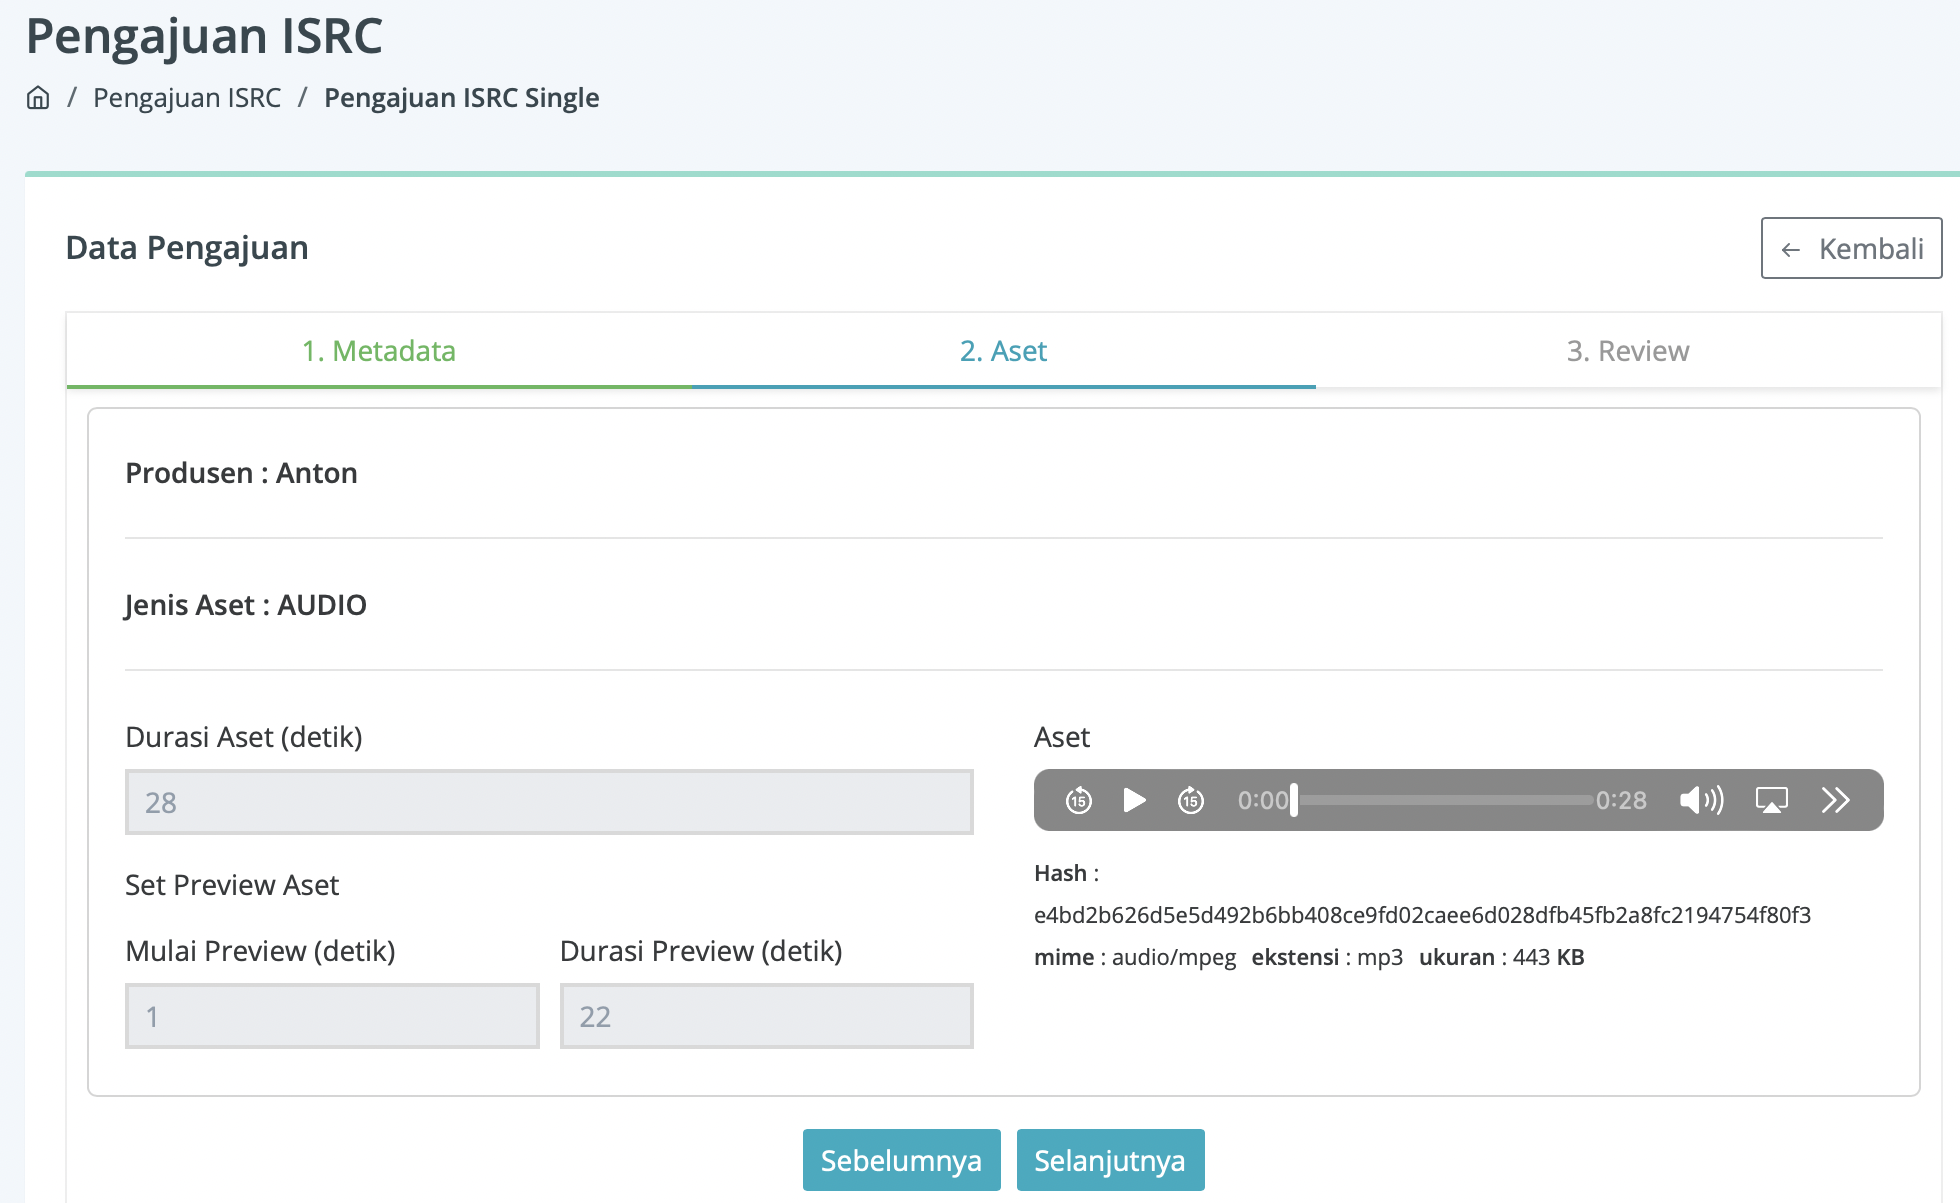 Pengajuan ISRC
/ Pengajuan ISRC / Pengajuan ISRC Single
Data Pengajuan
← Kembali
1. Metadata
2. Aset
3. Review
Produsen : Anton
Jenis Aset : AUDIO
Durasi Aset (detik)
28
Set Preview Aset
Mulai Preview (detik)
Durasi Preview (detik)
1
22
Aset
15
15
0:00
0:28
Hash :
e4bd2b626d5e5d492b6bb408ce9fd02caee6d028dfb45fb2a8fc2194754f80f3
mime : audio/mpeg ekstensi : mp3 ukuran : 443 KB
Sebelumnya
Selanjutnya